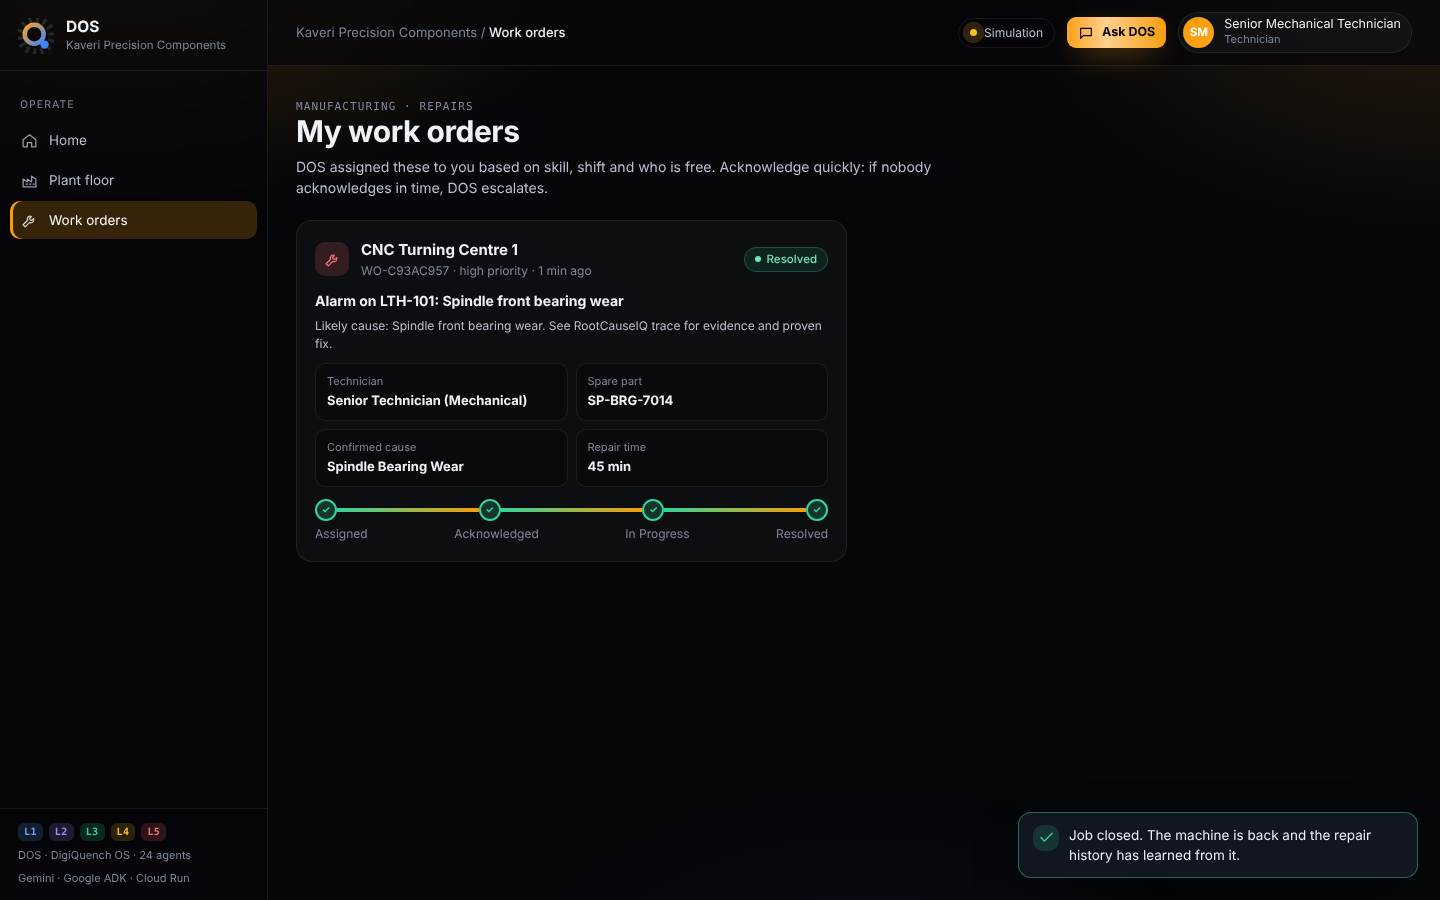 DOS
Kaveri Precision Components
OPERATE
Home
Plant floor
Work orders
L1 L2 L3 L4 L5
DOS · DigiQuench OS · 24 agents
Gemini · Google ADK · Cloud Run
Kaveri Precision Components / Work orders
Simulation
Ask DOS
SM
Senior Mechanical Technician
Technician
MANUFACTURING · REPAIRS
My work orders
DOS assigned these to you based on skill, shift and who is free. Acknowledge quickly: if nobody
acknowledges in time, DOS escalates.
CNC Turning Centre 1
WO-C93AC957 · high priority · 1 min ago
Resolved
Alarm on LTH-101: Spindle front bearing wear
Likely cause: Spindle front bearing wear. See RootCauseIQ trace for evidence and proven
fix.
Technician
Senior Technician (Mechanical)
Spare part
SP-BRG-7014
Confirmed cause
Spindle Bearing Wear
Repair time
45 min
Assigned Acknowledged In Progress Resolved
Job closed. The machine is back and the repair
history has learned from it.